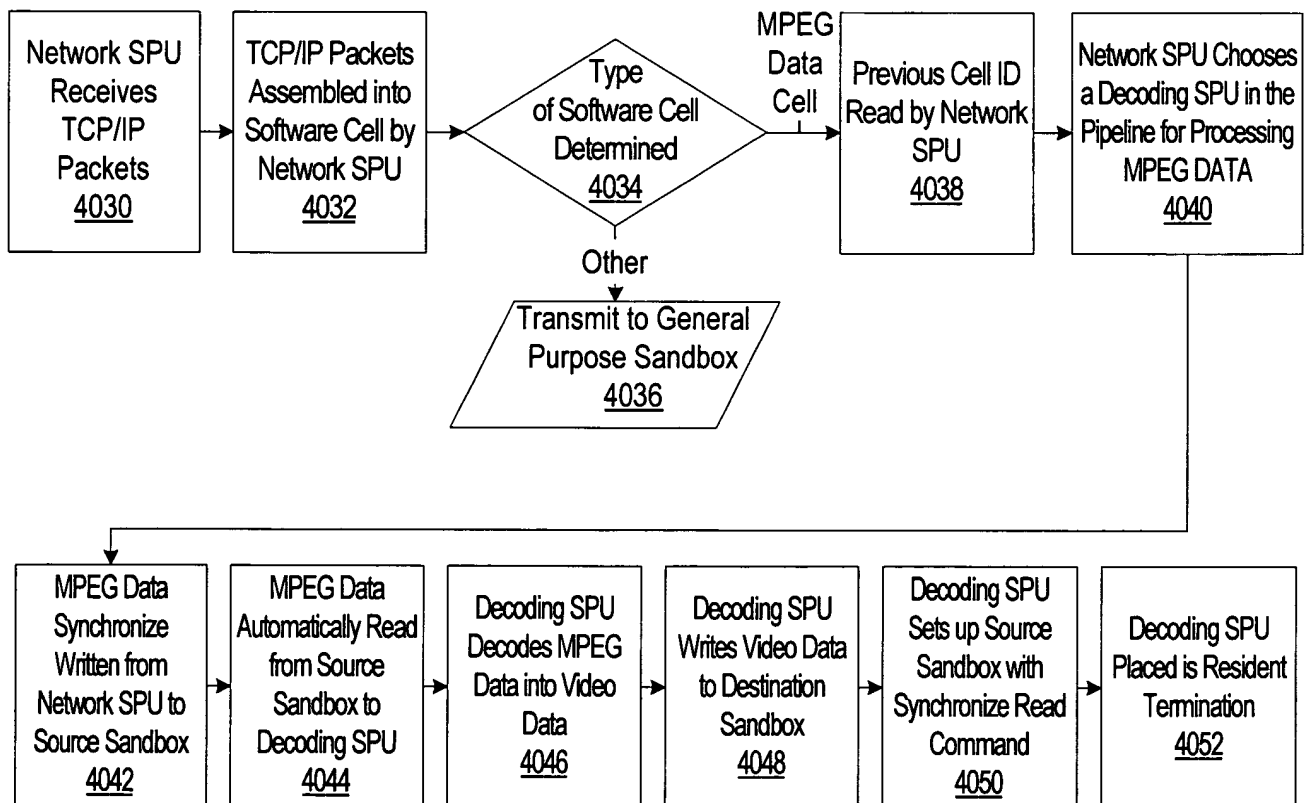 Network SPU
Receives
TCP/IP
Packets
4030
TCP/IP Packets
Assembled into
Software Cell by
Network SPU
4032
Type
of Software Cell
Determined
4034
MPEG
Data
Cell
Previous Cell ID
Read by Network
SPU
4038
Network SPU Chooses
a Decoding SPU in the
Pipeline for Processing
MPEG DATA
4040
Other
Transmit to General
Purpose Sandbox
4036
MPEG Data
Synchronize
Written from
Network SPU to
Source Sandbox
4042
MPEG Data
Automatically Read
from Source
Sandbox to
Decoding SPU
4044
Decoding SPU
Decodes MPEG
Data into Video
Data
4046
Decoding SPU
Writes Video Data
to Destination
Sandbox
4048
Decoding SPU
Sets up Source
Sandbox with
Synchronize Read
Command
4050
Decoding SPU
Placed is Resident
Termination
4052